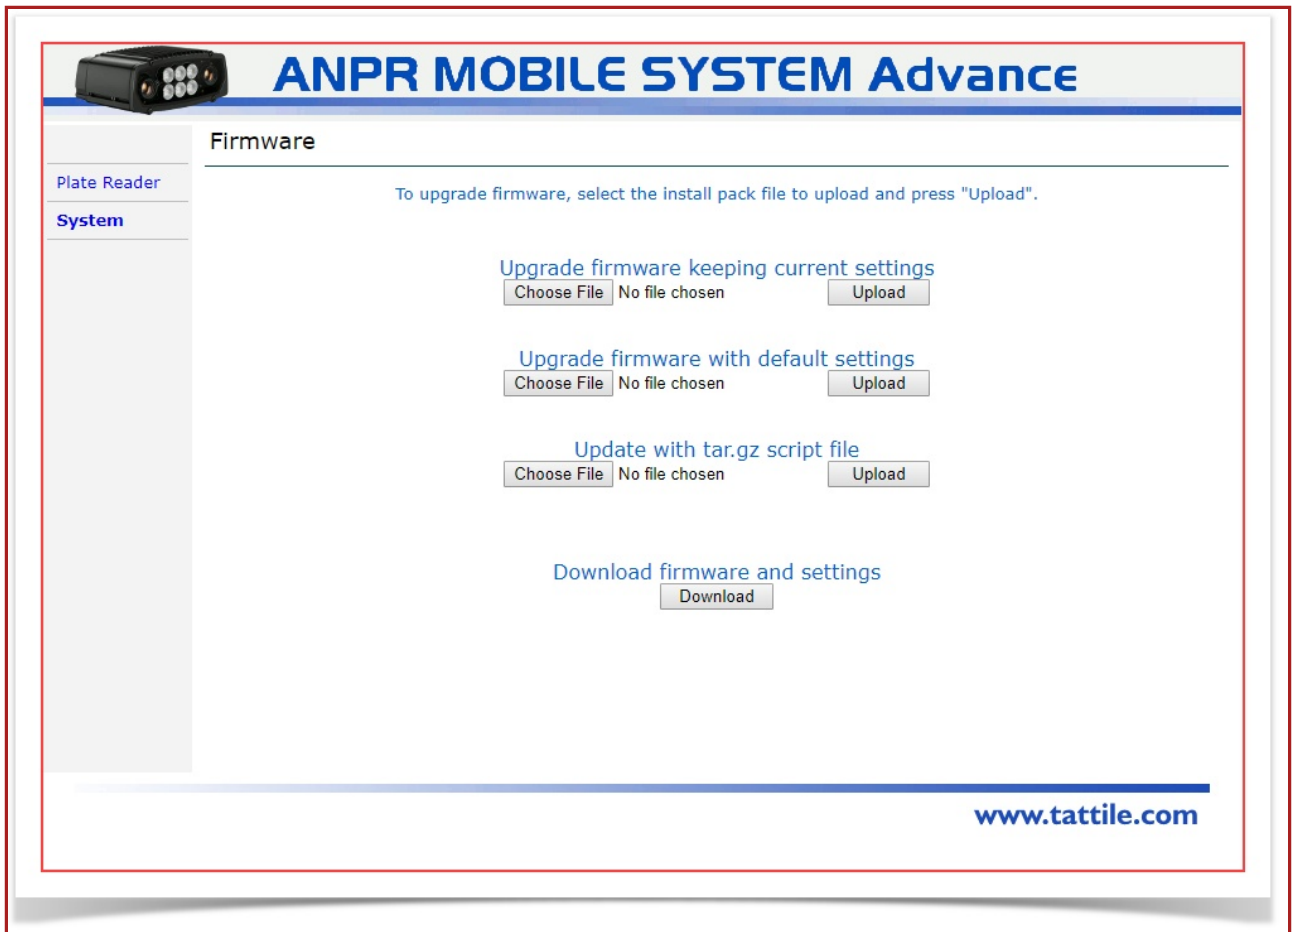 ANPR MOBILE SYSTEM Advance
Firmware
Plate Reader
System
To upgrade firmware, select the install pack file to upload and press "Upload".
Upgrade firmware keeping current settings
Choose File No file chosen Upload
Upgrade firmware with default settings
Choose File No file chosen Upload
Update with tar.gz script file
Choose File No file chosen Upload
Download firmware and settings
Download
www.tattile.com